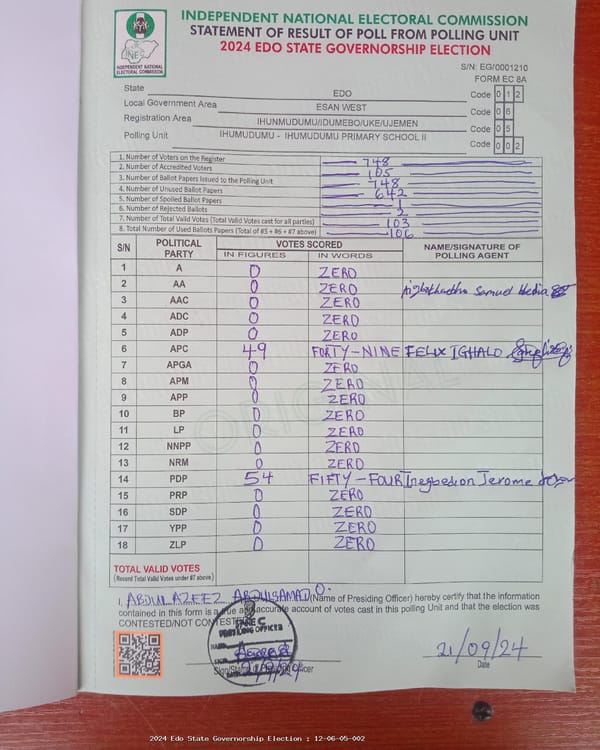 INDEPENDENT NATIONAL ELECTORAL COMMISSION
STATEMENT OF RESULT OF POLL FROM POLLING UNIT
2024 EDO STATE GOVERNORSHIP ELECTION
INEC
INDEPENDENT NATIONAL
ELECTORAL COMMISSION
S/N: EG/0001210
FORM EC 8A
State EDO Code 0 1 2
Local Government Area ESAN WEST Code 0 6
Registration Area IHUNMUDUMU/IDUMEBO/UKE/UJEMEN Code 0 5
Polling Unit IHUMUDUMU - IHUMUDUMU PRIMARY SCHOOL II Code 0 0 2
1. Number of Voters on the Register 748
2. Number of Accredited Voters 105
3. Number of Ballot Papers Issued to the Polling Unit 748
4. Number of Unused Ballot Papers 642
5. Number of Spoiled Ballot Papers 1
6. Number of Rejected Ballots 2
7. Number of Total Valid Votes (Total Valid Votes cast for all parties) 103
8. Total Number of Used Ballots Papers (Total of #5 + #6 + #7 above) 106
S/N POLITICAL PARTY VOTES SCORED NAME/SIGNATURE OF POLLING AGENT
IN FIGURES IN WORDS
1 A 0 ZERO
2 AA 0 ZERO Samuel
3 AAC 0 ZERO
4 ADC 0 ZERO
5 ADP 0 ZERO
6 APC 49 FORTY-NINE FELIX IGHALO
7 APGA 0 ZERO
8 APM 0 ZERO
9 APP 0 ZERO
10 BP 0 ZERO
11 LP 0 ZERO
12 NNPP 0 ZERO
13 NRM 0 ZERO
14 PDP 54 FIFTY-FOUR Inegbedion Jerome
15 PRP 0 ZERO
16 SDP 0 ZERO
17 YPP 0 ZERO
18 ZLP 0 ZERO
ORIGINAL
TOTAL VALID VOTES
(Record Total Valid Votes under #7 above)
I, ABDULAZEEZ ABDULSAMAD O. (Name of Presiding Officer) hereby certify that the information
contained in this form is a true and accurate account of votes cast in this polling Unit and that the election was
CONTESTED/NOT CONTESTED
INEC
PRESIDING OFFICER
Sign/Stamp of Presiding Officer
21/09/24
Date
2024 Edo State Governorship Election : 12-06-05-002